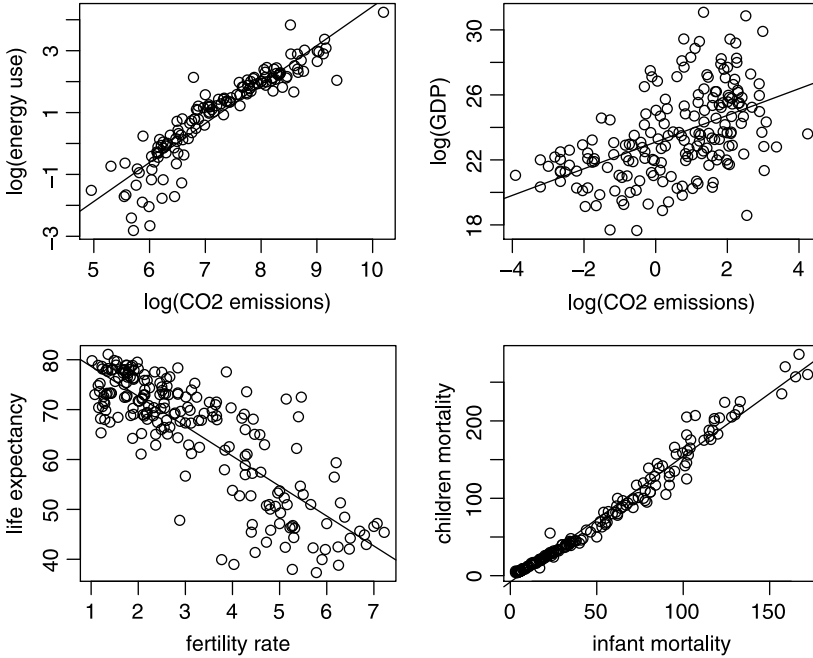 log(energy use)
3
1
−1
−3
5 6 7 8 9 10
log(CO2 emissions)
log(GDP)
30
26
22
18
−4 −2 0 2 4
log(CO2 emissions)
life expectancy
80
70
60
50
40
1 2 3 4 5 6 7
fertility rate
children mortality
200
100
0
0 50 100 150
infant mortality